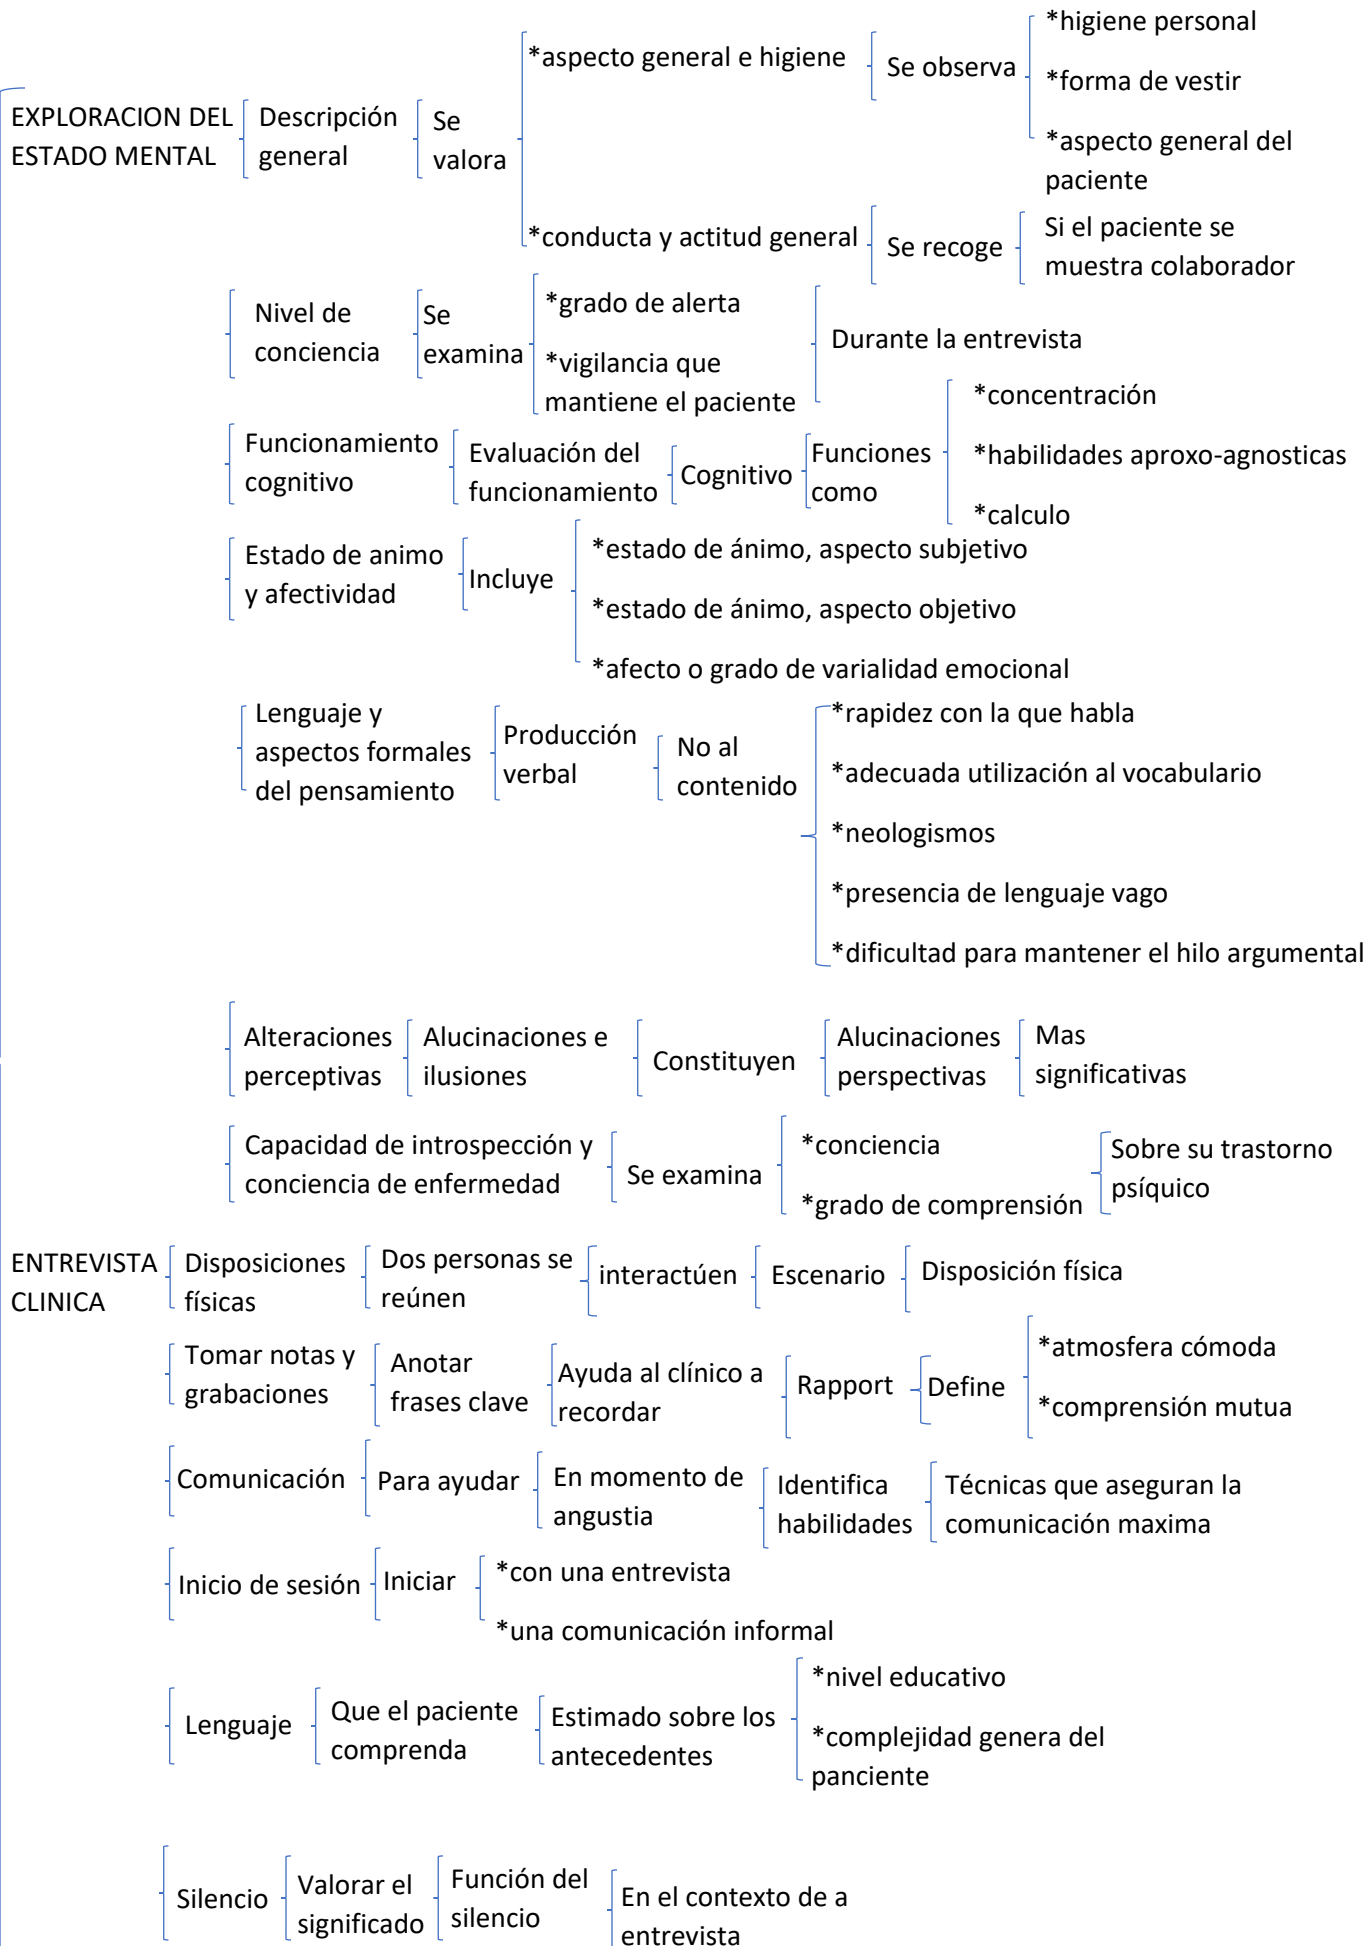 EXPLORACION DEL
ESTADO MENTAL
Descripción
general
Se
valora
*aspecto general e higiene
Se observa
*higiene personal
*forma de vestir
*aspecto general del
paciente
*conducta y actitud general
Se recoge
Si el paciente se
muestra colaborador
Nivel de
conciencia
Se
examina
*grado de alerta
*vigilancia que
mantiene el paciente
Durante la entrevista
Funcionamiento
cognitivo
Evaluación del
funcionamiento
Cognitivo
Funciones
como
*concentración
*habilidades aproxo-agnosticas
*calculo
Estado de animo
y afectividad
Incluye
*estado de ánimo, aspecto subjetivo
*estado de ánimo, aspecto objetivo
*afecto o grado de varialidad emocional
Lenguaje y
aspectos formales
del pensamiento
Producción
verbal
No al
contenido
*rapidez con la que habla
*adecuada utilización al vocabulario
*neologismos
*presencia de lenguaje vago
*dificultad para mantener el hilo argumental
Alteraciones
perceptivas
Alucinaciones e
ilusiones
Constituyen
Alucinaciones
perspectivas
Mas
significativas
Capacidad de introspección y
conciencia de enfermedad
Se examina
*conciencia
*grado de comprensión
Sobre su trastorno
psíquico
ENTREVISTA
CLINICA
Disposiciones
físicas
Dos personas se
reúnen
interactúen
Escenario
Disposición física
Tomar notas y
grabaciones
Anotar
frases clave
Ayuda al clínico a
recordar
Rapport
Define
*atmosfera cómoda
*comprensión mutua
Comunicación
Para ayudar
En momento de
angustia
Identifica
habilidades
Técnicas que aseguran la
comunicación maxima
Inicio de sesión
Iniciar
*con una entrevista
*una comunicación informal
Lenguaje
Que el paciente
comprenda
Estimado sobre los
antecedentes
*nivel educativo
*complejidad genera del
panciente
Silencio
Valorar el
significado
Función del
silencio
En el contexto de a
entrevista